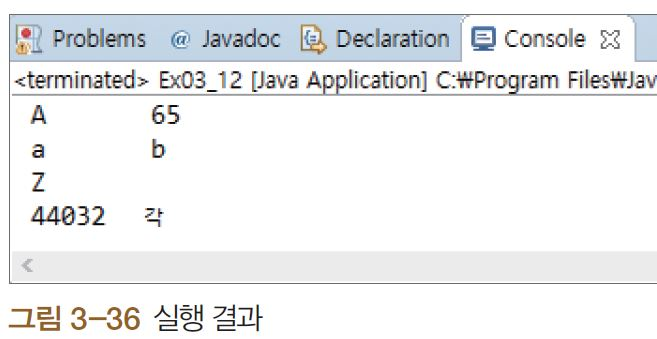 Problems @ Javadoc Declaration Console
<terminated> Ex03_12 [Java Application] C:₩Program Files₩Jav
A 65
a b
Z
44032 각
그림 3-36 실행 결과